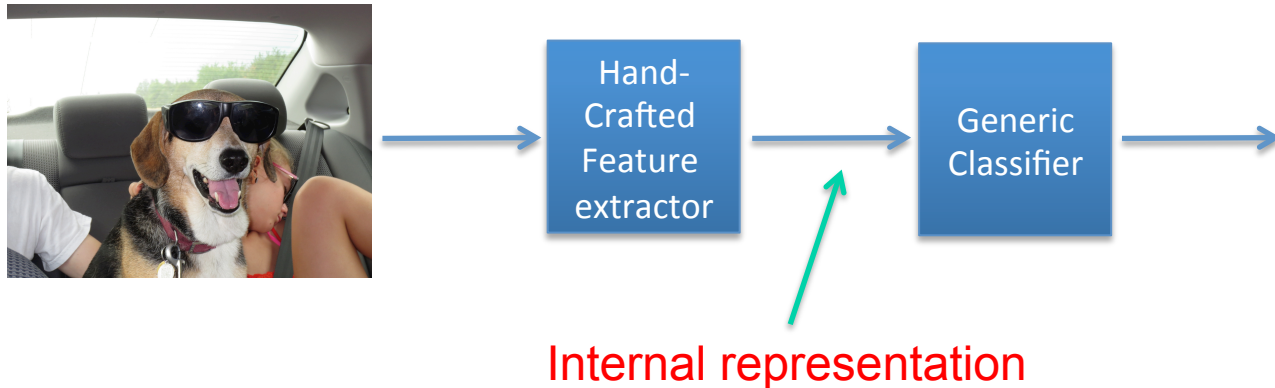 Hand-
Crafted
Feature
extractor
Generic
Classifier
Internal representation